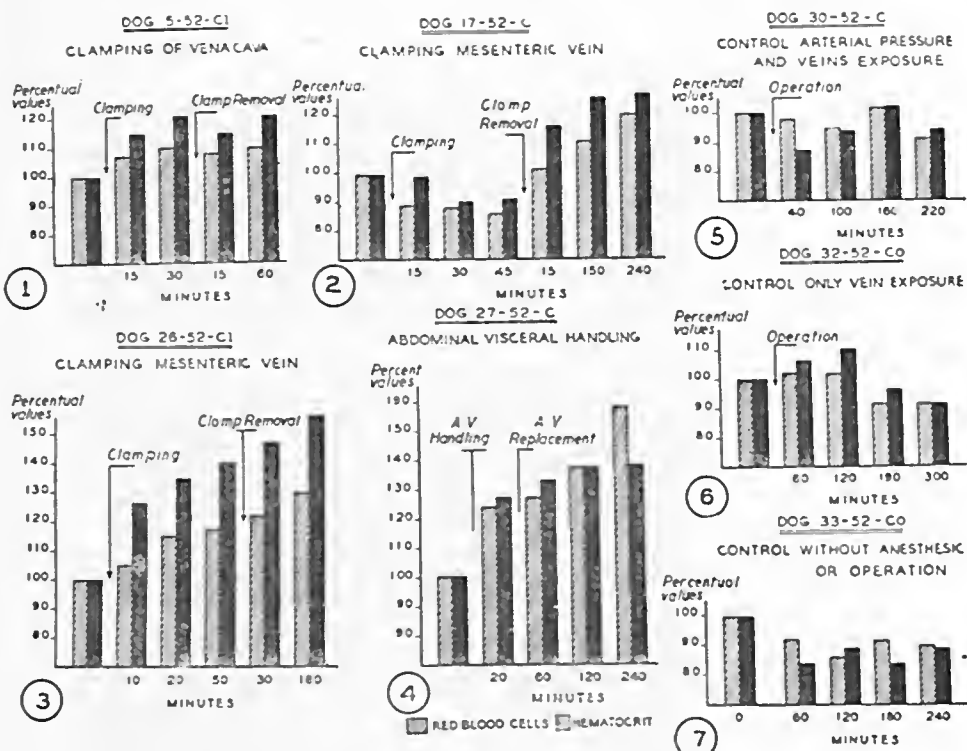 DOG 5-52-C1
CLAMPING OF VENA CAVA
Percentual
values
Clamping
Clamp Removal
120
110
100
90
80
15 30 15 60
MINUTES
1
DOG 17-52-C
CLAMPING MESENTERIC VEIN
Percentual
values
Clamping
Clamp
Removal
120
110
100
90
80
15 30 45 15 150 240
MINUTES
2
DOG 26-52-C1
CLAMPING MESENTERIC VEIN
Percentual
values
Clamping
Clamp Removal
150
140
130
120
110
100
90
80
10 20 50 30 180
MINUTES
3
DOG 27-52-C
ABDOMINAL VISCERAL HANDLING
Percent
values
A V
Handling
A V
Replacement
150
140
130
120
110
100
90
20 60 120 240
MINUTES
4
RED BLOOD CELLS HEMATOCRIT
DOG 30-52-C
CONTROL ARTERIAL PRESSURE
AND VEINS EXPOSURE
Percentual
values
Operation
100
90
80
40 100 160 220
MINUTES
5
DOG 32-52-CO
CONTROL ONLY VEIN EXPOSURE
Percentual
values
Operation
110
100
90
80
60 120 190 300
MINUTES
6
DOG 33-52-CO
CONTROL WITHOUT ANESTHESIC
OR OPERATION
Percentual
values
100
90
80
0 60 120 180 240
MINUTES
7